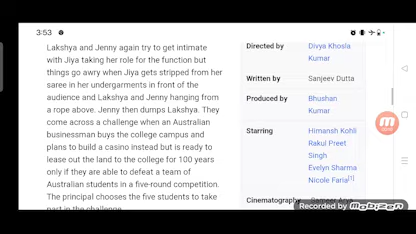 3:53
Lakshya and Jenny again try to get intimate
with Jiya taking her role for the function but
things go awry when Jiya gets stripped from her
saree in her undergarments in front of the
audience and Lakshya and Jenny hanging from
a rope above. Jenny then dumps Lakshya. They
come across a challenge when an Australian
businessman buys the college campus and
plans to build a casino instead but is ready to
lease out the land to the college for 100 years
only if they are able to defeat a team of
Australian students in a five-round competition.
The principal chooses the five students to take
part in the challenge
Directed by
Divya Khosla
Kumar
Written by
Sanjeev Dutta
Produced by
Bhushan
Kumar
Starring
Himansh Kohli
Rakul Preet
Singh
Evelyn Sharma
Nicole Faria[1]
Cinematography
Sameer Arya
Recorded by mobizen